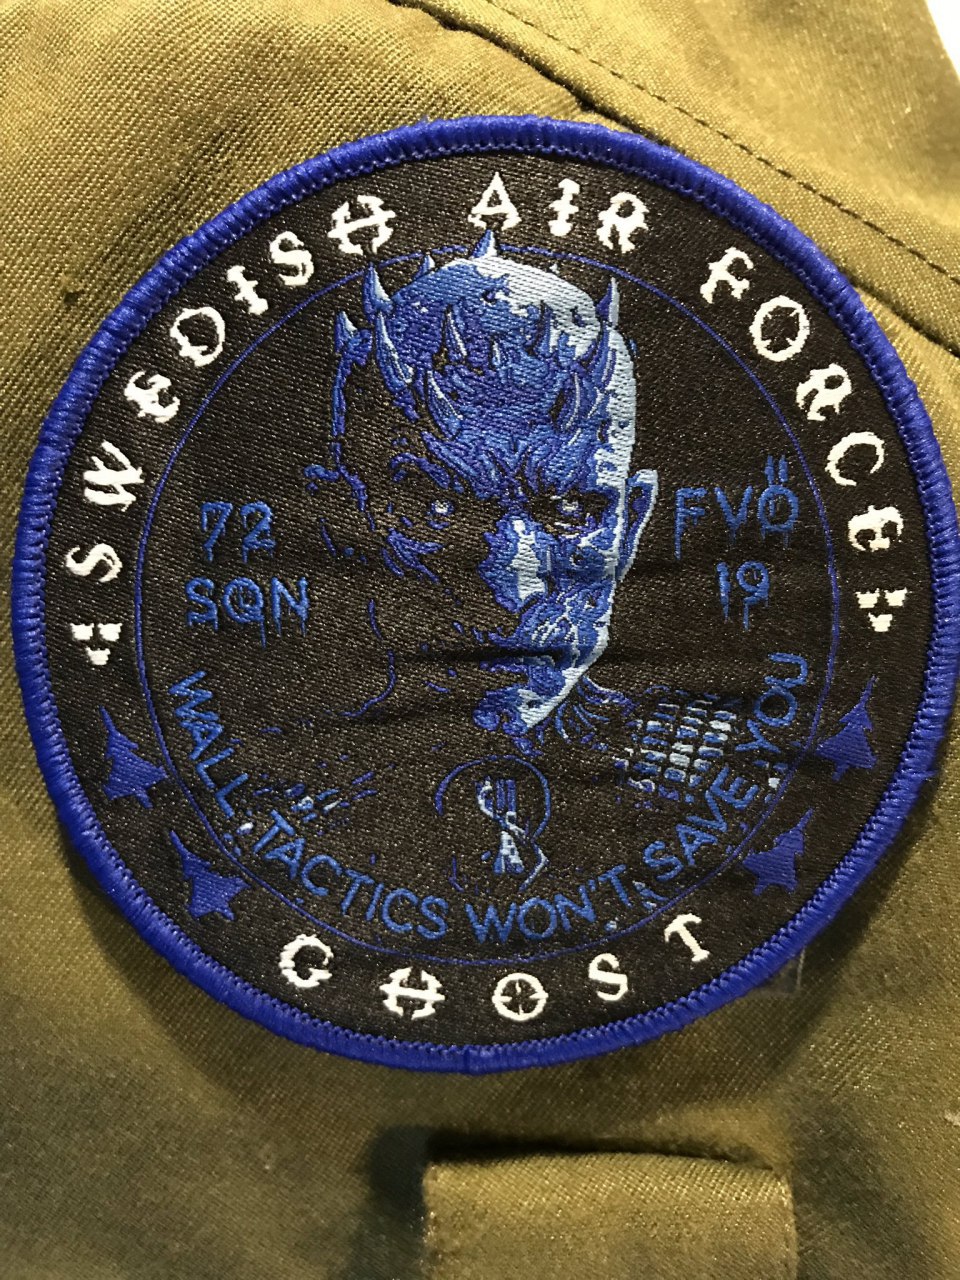 SWEDISH AIR FORCE
72
SQN
FVÖ
19
WALL TACTICS WON'T SAVE YOU
GHOST